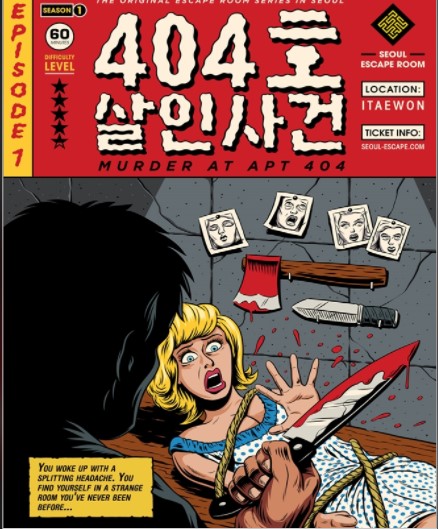 THE ORIGINAL ESCAPE ROOM SERIES IN SEOUL
EPISODE 1
SEASON 1
60
MINUTES
DIFFICULTY
LEVEL
404호
살인사건
MURDER AT APT 404
SEOUL
ESCAPE ROOM
LOCATION:
ITAEWON
TICKET INFO:
SEOUL-ESCAPE.COM
YOU WOKE UP WITH A
SPLITTING HEADACHE. YOU
FIND YOURSELF IN A STRANGE
ROOM YOU'VE NEVER BEEN
BEFORE...